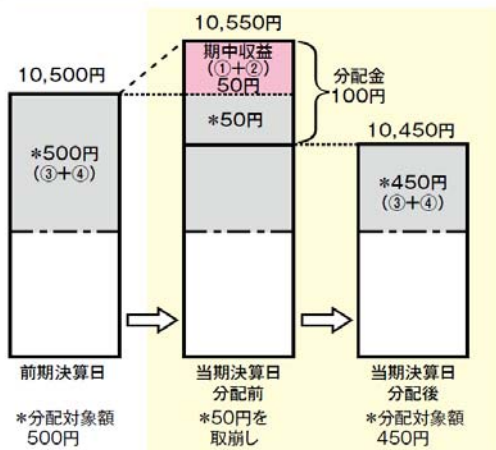 10,500円
*500円
(③+④)
前期決算日
*分配対象額
500円
10,550円
期中収益
(①+②)
50円
*50円
分配金
100円
当期決算日
分配前
*50円を
取崩し
10,450円
*450円
(③+④)
当期決算日
分配後
*分配対象額
450円